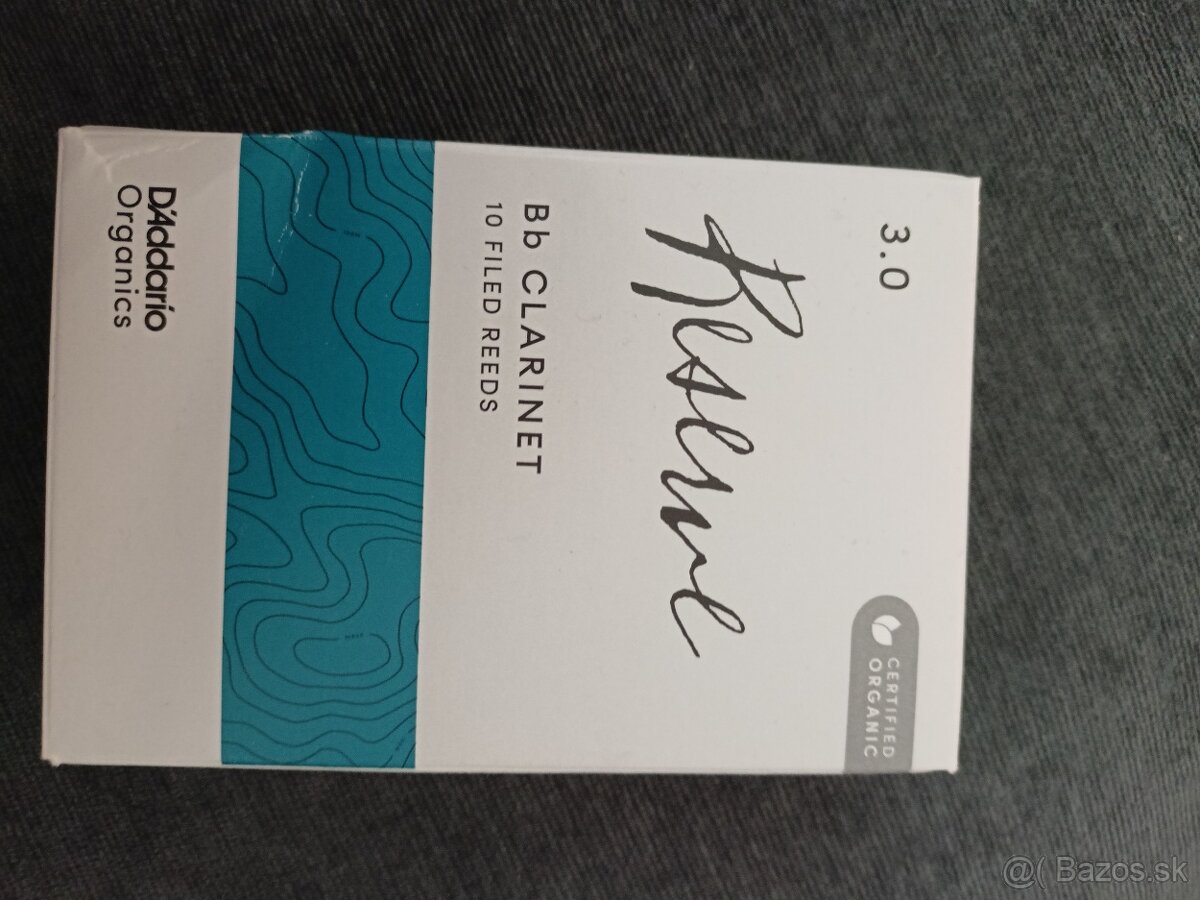 3.0
CERTIFIED
ORGANIC
Reserve
Bb CLARINET
10 FILED REEDS
D'Addario
Organics
@( Bazos.sk